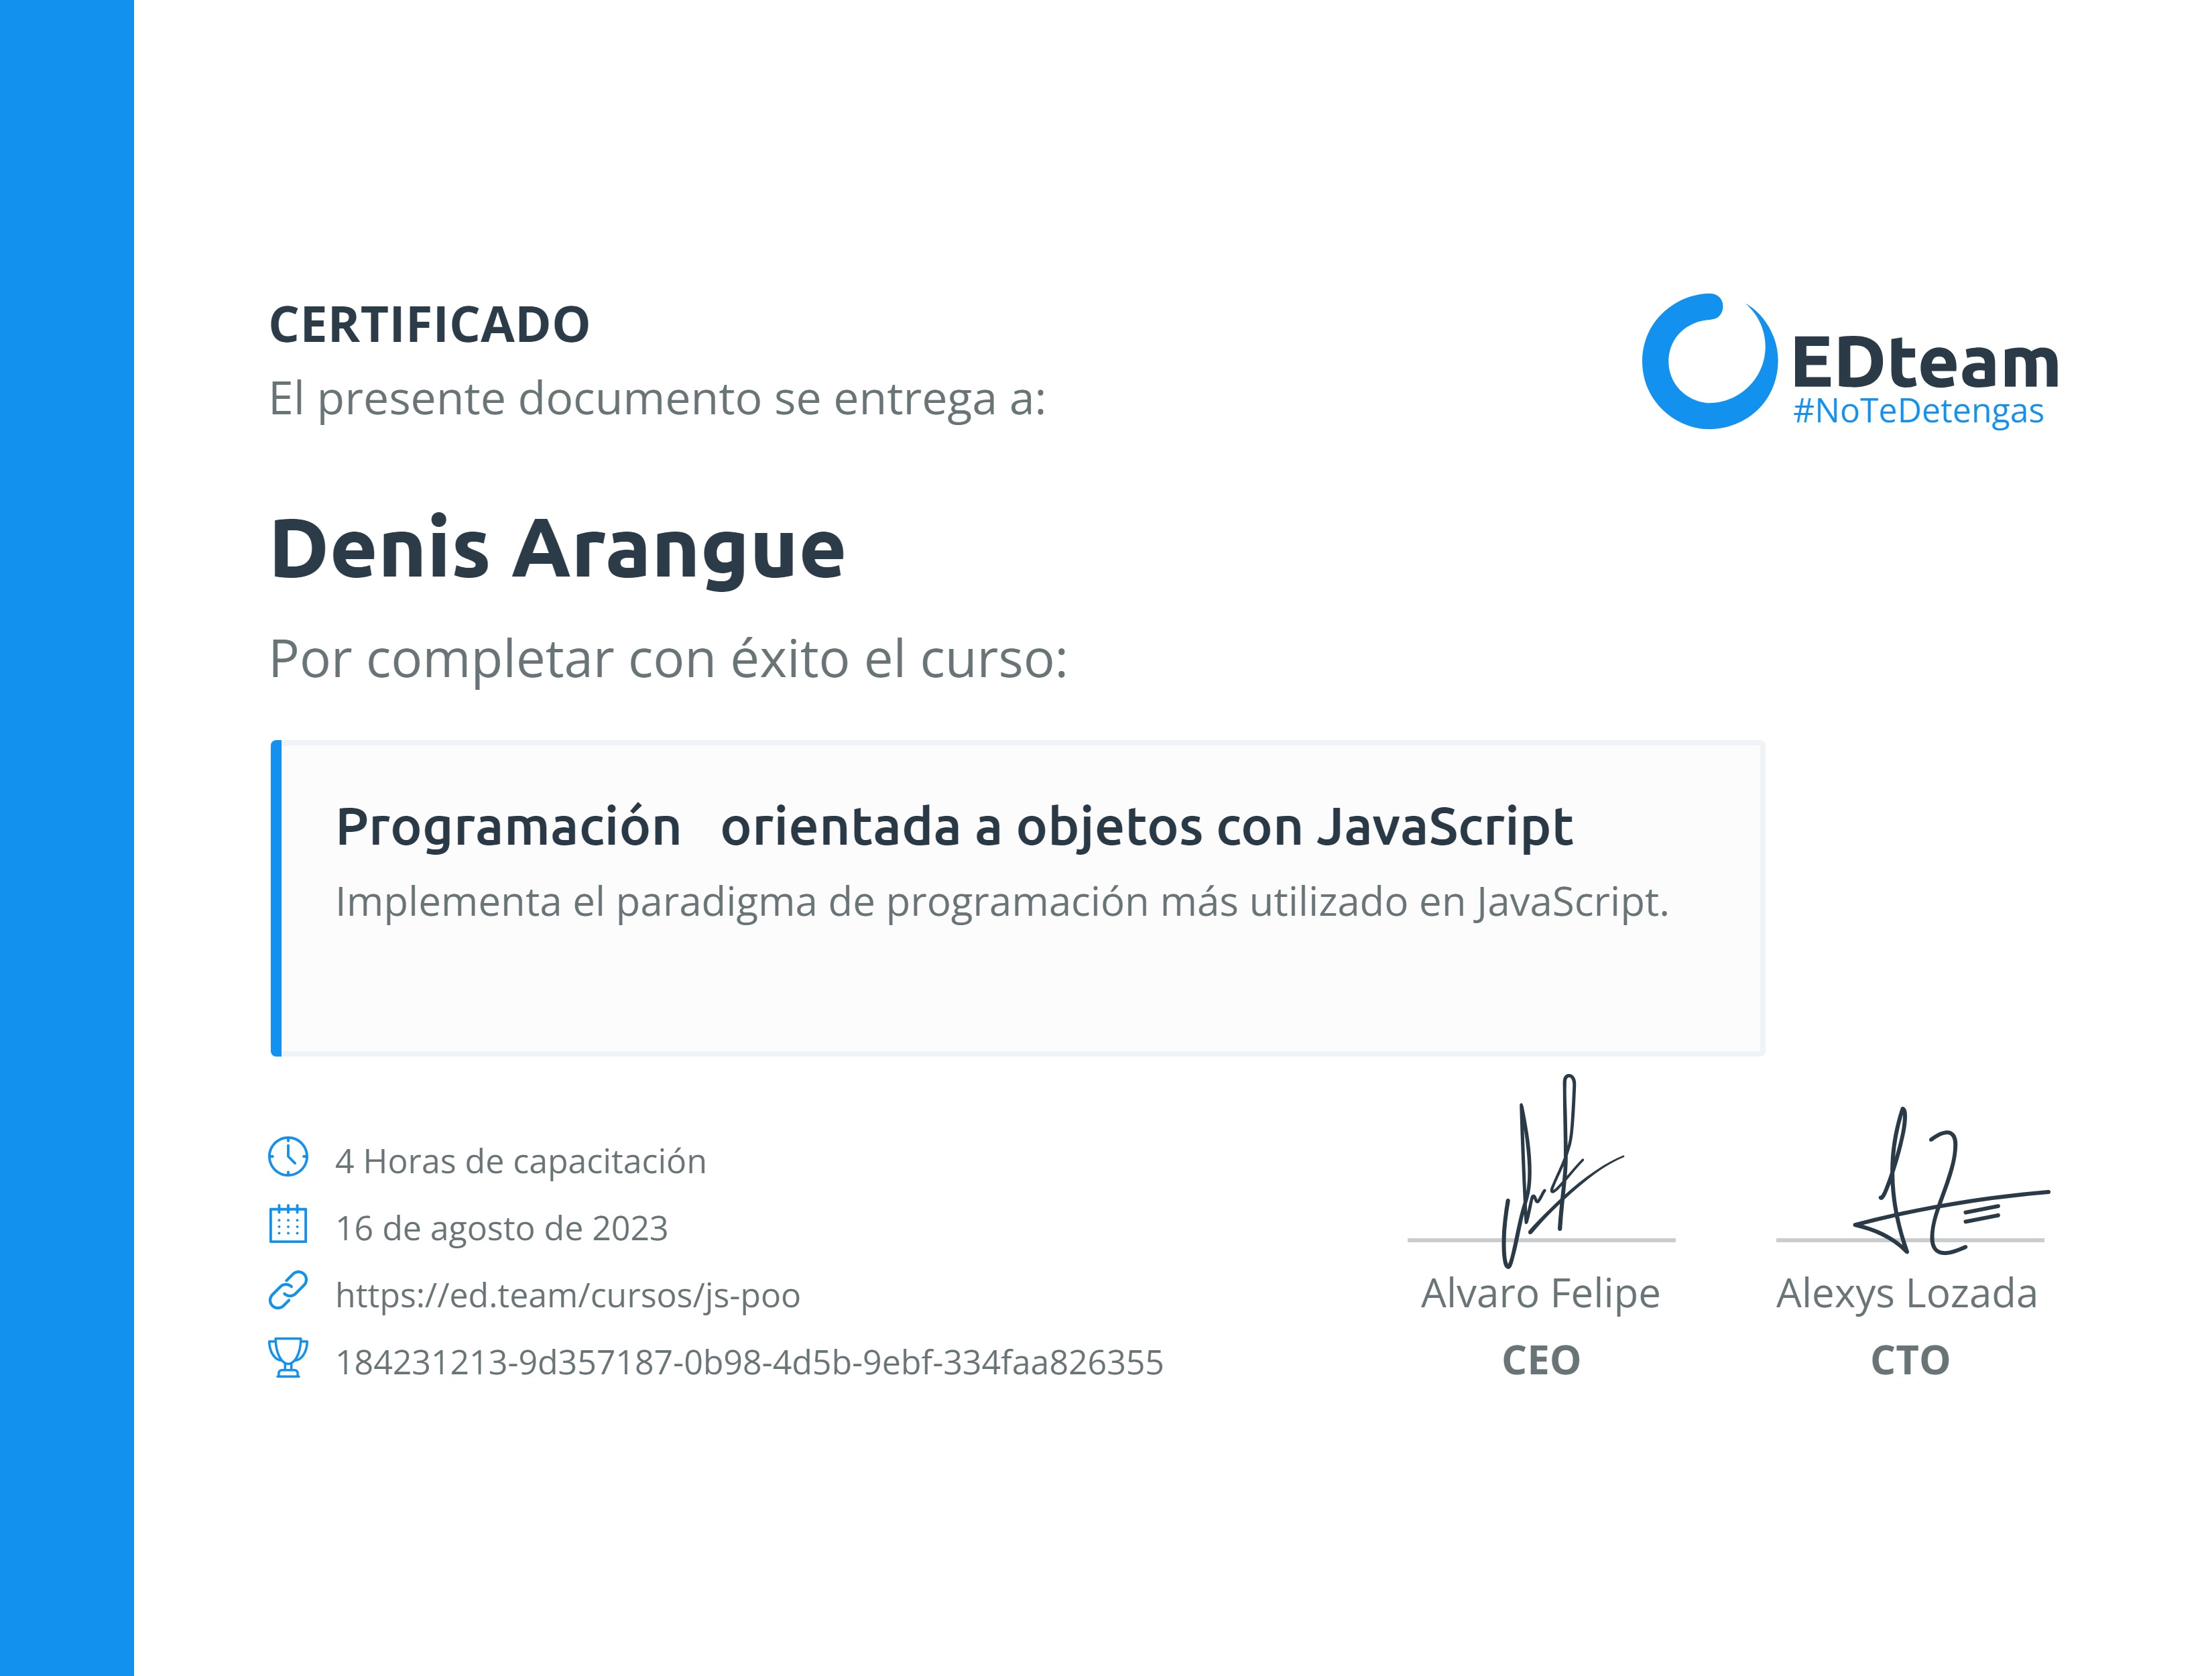 CERTIFICADO
El presente documento se entrega a:
EDteam
#NoTeDetengas
Denis Arangue
Por completar con éxito el curso:
Programación orientada a objetos con JavaScript
Implementa el paradigma de programación más utilizado en JavaScript.
4 Horas de capacitación
16 de agosto de 2023
https://ed.team/cursos/js-poo
184231213-9d357187-0b98-4d5b-9ebf-334faa826355
Alvaro Felipe
CEO
Alexys Lozada
CTO